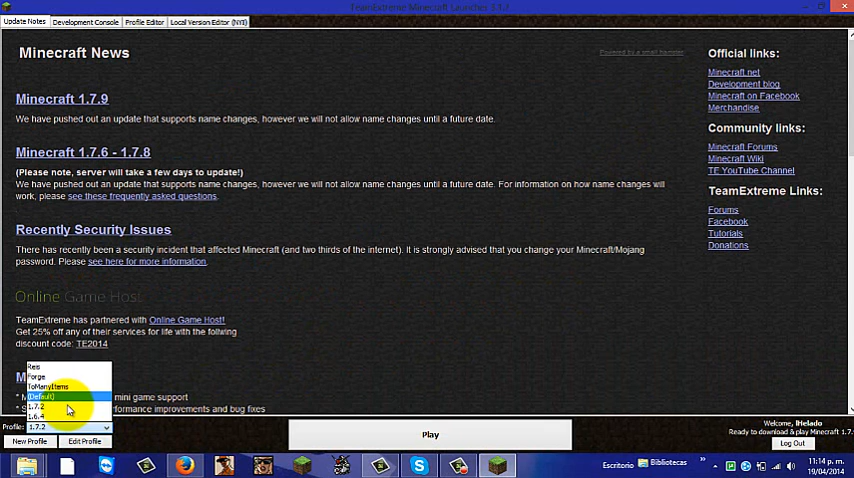 TeamExtreme Minecraft Launcher 3.1.2
Update Notes Development Console Profile Editor Local Version Editor (NYI)
Minecraft News
Powered by a small hamster
Minecraft 1.7.9
We have pushed out an update that supports name changes, however we will not allow name changes until a future date.
Minecraft 1.7.6 - 1.7.8
(Please note, server will take a few days to update!)
We have pushed out an update that supports name changes, however we will not allow name changes until a future date. For information on how name changes will
work, please see these frequently asked questions.
Recently Security Issues
There has recently been a security incident that affected Minecraft (and two thirds of the internet). It is strongly advised that you change your Minecraft/Mojang
password. Please see here for more information.
Online Game Host
TeamExtreme has partnered with Online Game Host!
Get 25% off any of their services for life with the follwing
discount code: TE2014
M
* M mini game support
* formance improvements and bug fixes
Official links:
Minecraft.net
Development blog
Minecraft on Facebook
Merchandise
Community links:
Minecraft Forums
Minecraft Wiki
TE YouTube Channel
TeamExtreme Links:
Forums
Facebook
Tutorials
Donations
Reis
Forge
ToManyItems
(Default)
1.7.2
1.6.4
Profile: 1.7.2
New Profile Edit Profile
Play
Welcome, lHelado
Ready to download & play Minecraft 1.7.
Log Out
Escritorio Bibliotecas
11:14 p. m.
19/04/2014